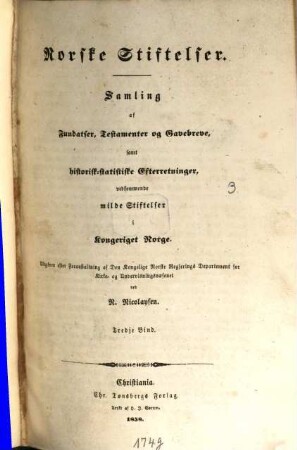 Norske Stiftelser.
Samling
af
Fundatser, Testamenter og Gavebreve,
samt
historisk-statistiske Efterretninger,
vedkommende
milde Stiftelser
i
Kongeriget Norge.
3
Udgiven efter Foranstaltning af Den Kongelige Norske Regjerings Departement for
Kirke- og Underviisningsvæsenet
ved
N. Nicolaysen.
Tredje Bind.
Christiania.
Chr. Tønsbergs Forlag.
Trykt af
1858.
1749